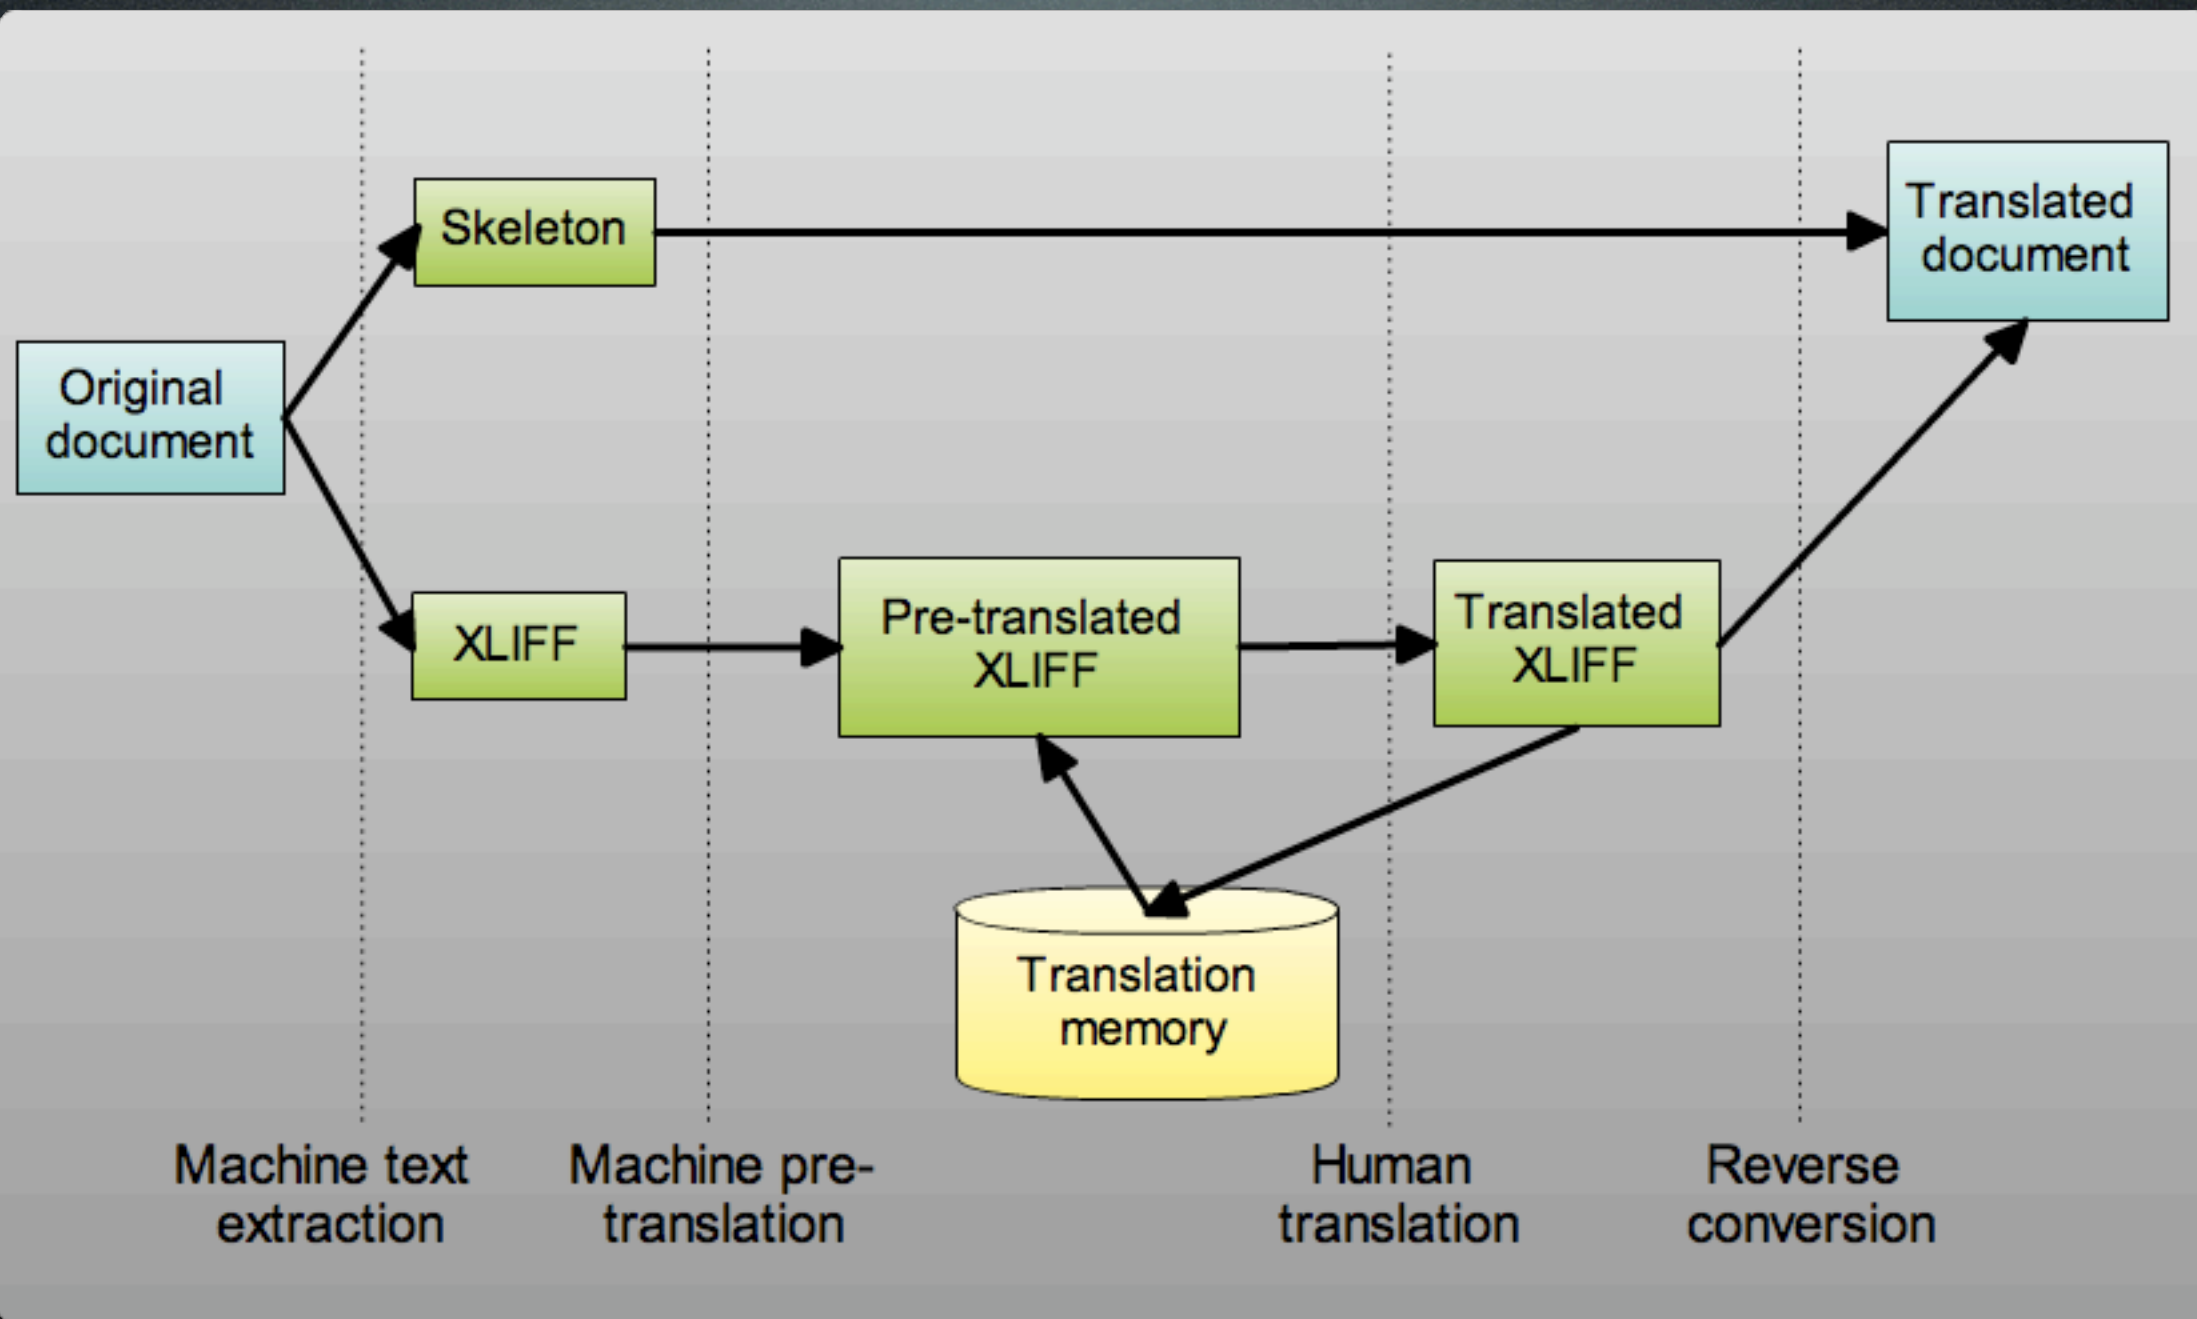 Skeleton
Translated
document
Original
document
XLIFF
Pre-translated
XLIFF
Translated
XLIFF
Translation
memory
Machine text
extraction
Machine pre-
translation
Human
translation
Reverse
conversion